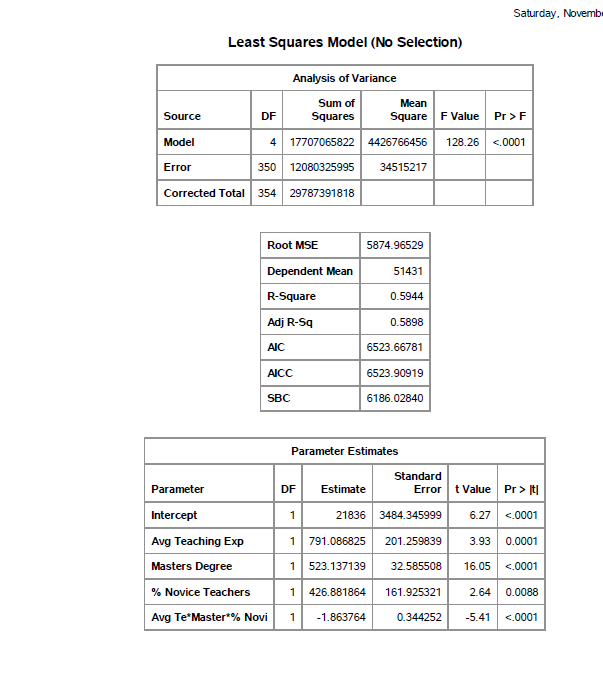 Saturday, Novembe
Least Squares Model (No Selection)
Analysis of Variance
Source DF Sum of Squares Mean Square F Value Pr > F
Model 4 17707065822 4426766456 128.26 <.0001
Error 350 12080325995 34515217
Corrected Total 354 29787391818
Root MSE 5874.96529
Dependent Mean 51431
R-Square 0.5944
Adj R-Sq 0.5898
AIC 6523.66781
AICC 6523.90919
SBC 6186.02840
Parameter Estimates
Parameter DF Estimate Standard Error t Value Pr > |t|
Intercept 1 21836 3484.345999 6.27 <.0001
Avg Teaching Exp 1 791.086825 201.259839 3.93 0.0001
Masters Degree 1 523.137139 32.585508 16.05 <.0001
% Novice Teachers 1 426.881864 161.925321 2.64 0.0088
Avg Te*Master*% Novi 1 -1.863764 0.344252 -5.41 <.0001